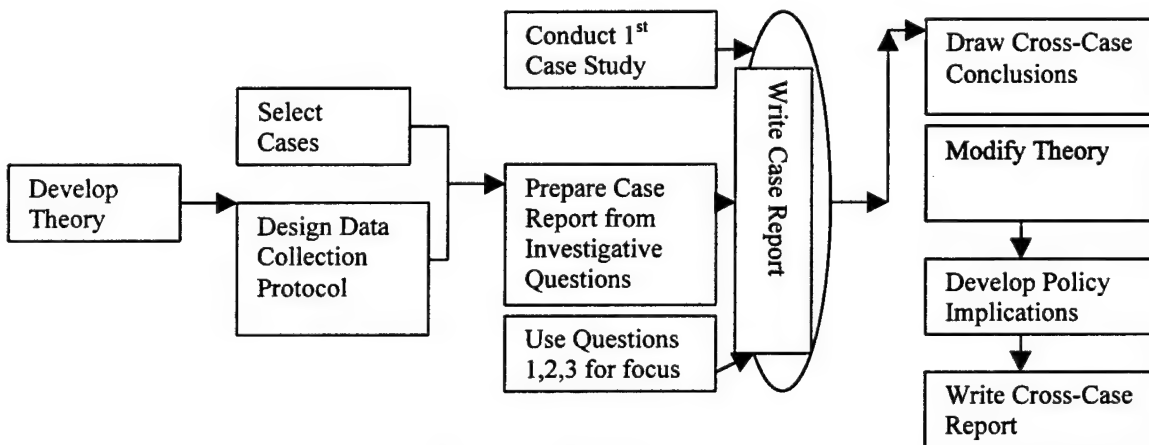 Develop
Theory
Select
Cases
Design Data
Collection
Protocol
Conduct 1st
Case Study
Prepare Case
Report from
Investigative
Questions
Use Questions
1,2,3 for focus
Write Case Report
Draw Cross-Case
Conclusions
Modify Theory
Develop Policy
Implications
Write Cross-Case
Report